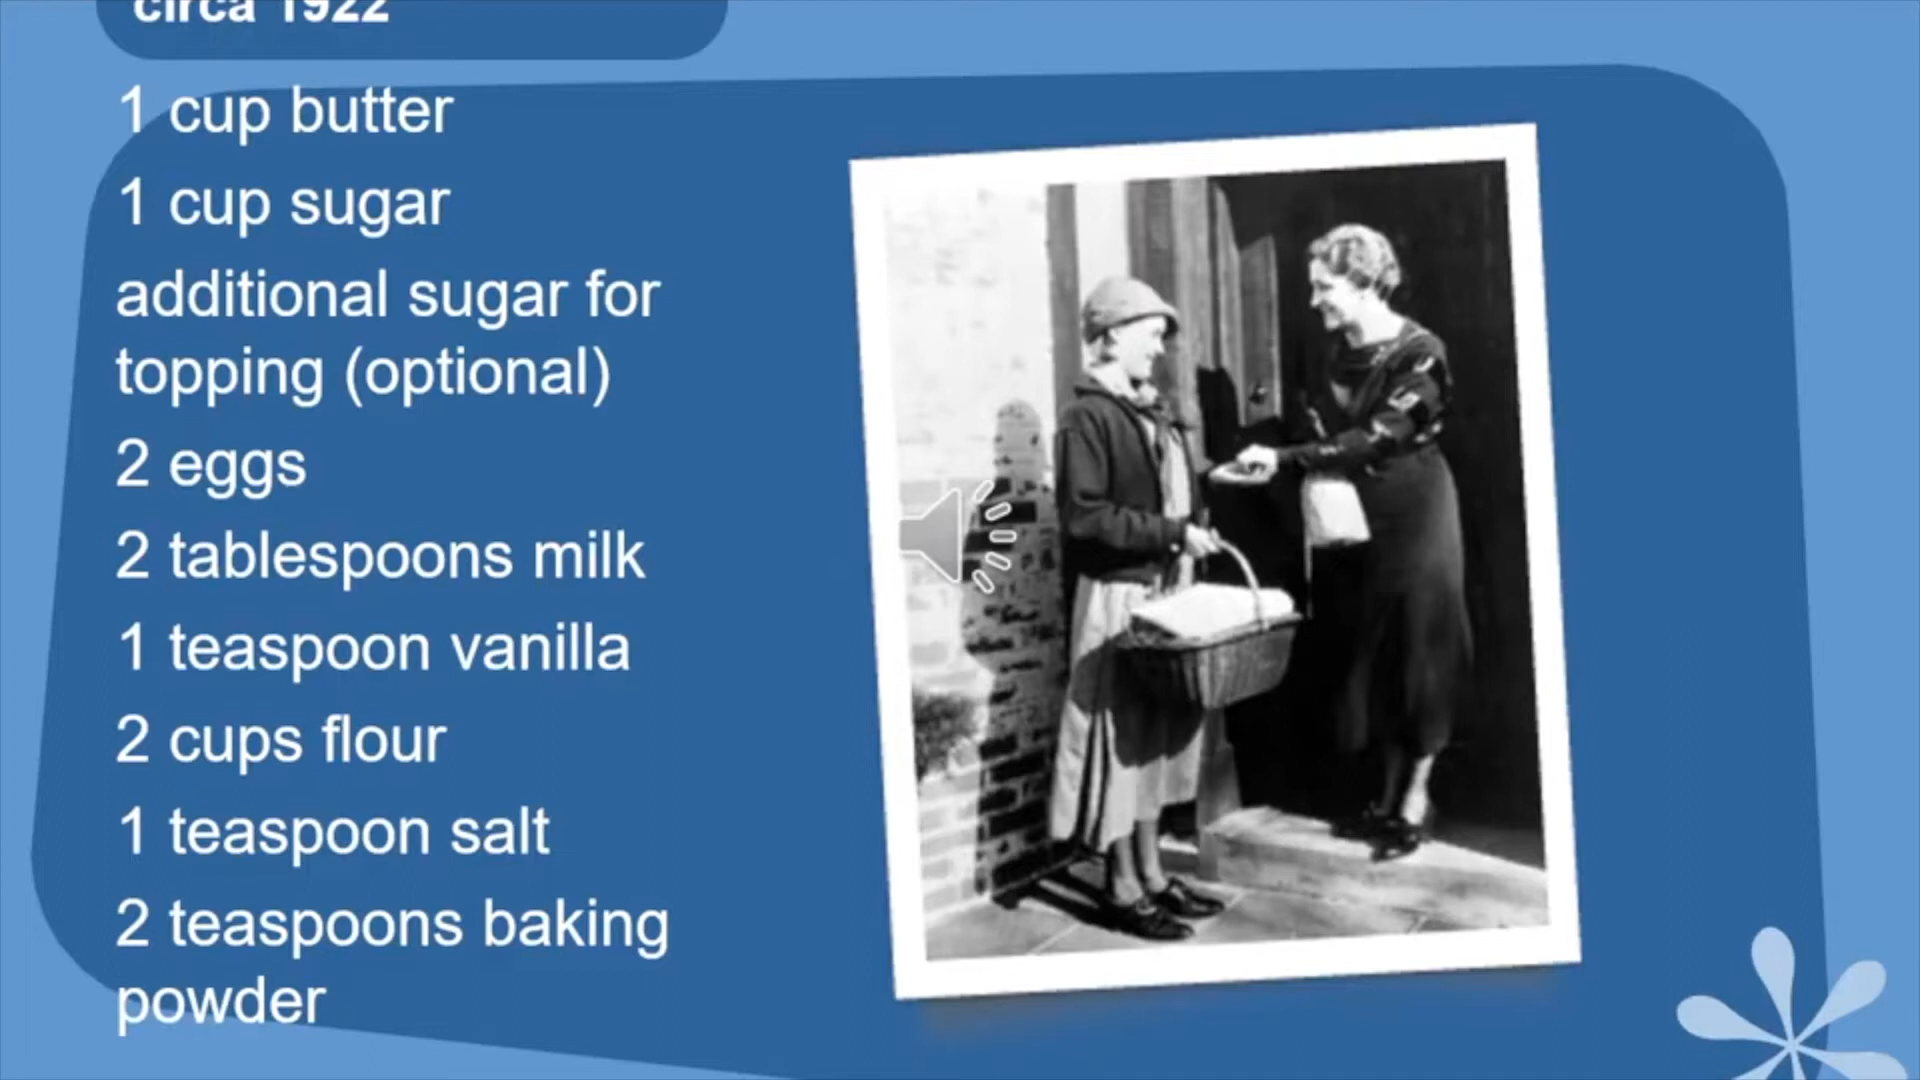 circa 1922
1 cup butter
1 cup sugar
additional sugar for
topping (optional)
2 eggs
2 tablespoons milk
1 teaspoon vanilla
2 cups flour
1 teaspoon salt
2 teaspoons baking
powder